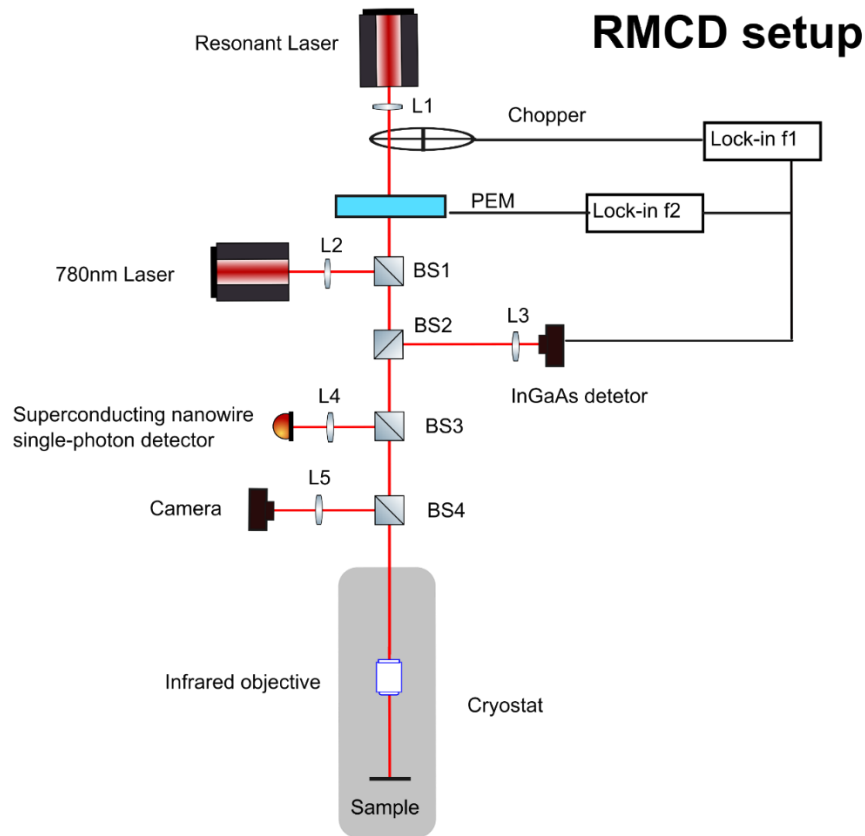 RMCD setup
Resonant Laser
L1
Chopper
Lock-in f1
PEM
Lock-in f2
L2
780nm Laser
BS1
BS2
L3
InGaAs detetor
L4
Superconducting nanowire
single-photon detector
BS3
L5
Camera
BS4
Infrared objective
Cryostat
Sample